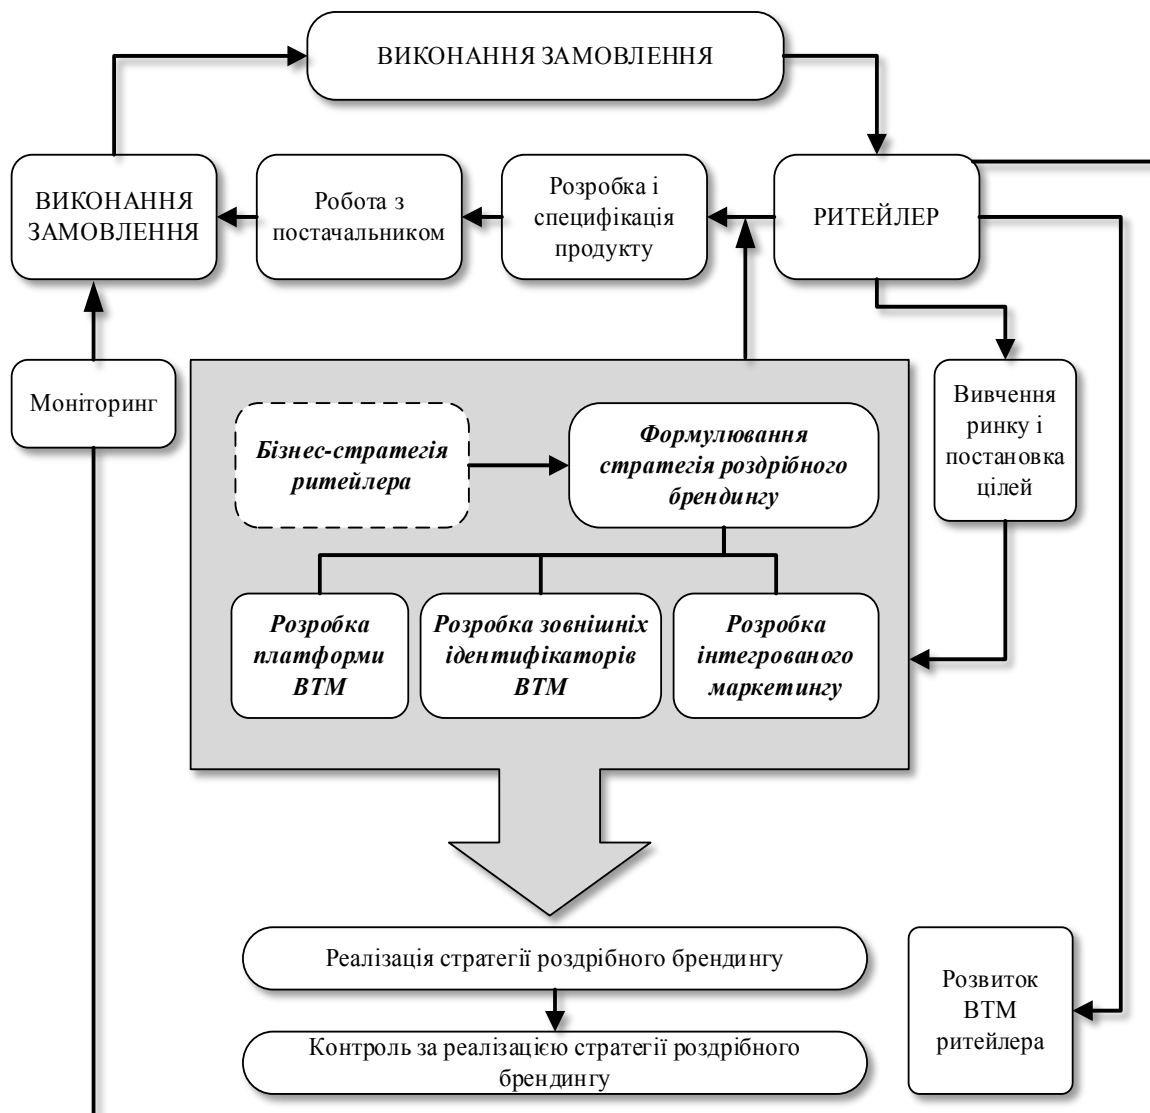 ВИКОНАННЯ ЗАМОВЛЕННЯ
ВИКОНАННЯ
ЗАМОВЛЕННЯ
Робота з
постачальником
Розробка і
специфікація
продукту
РИТЕЙЛЕР
Моніторинг
Бізнес-стратегія
ритейлера
Формулювання
стратегія роздрібного
брендингу
Вивчення
ринку і
постановка
цілей
Розробка
платформи
ВТМ
Розробка зовнішніх
ідентифікаторів
ВТМ
Розробка
інтегрованого
маркетингу
Реалізація стратегії роздрібного брендингу
Контроль за реалізацією стратегії роздрібного
брендингу
Розвиток
ВТМ
ритейлера